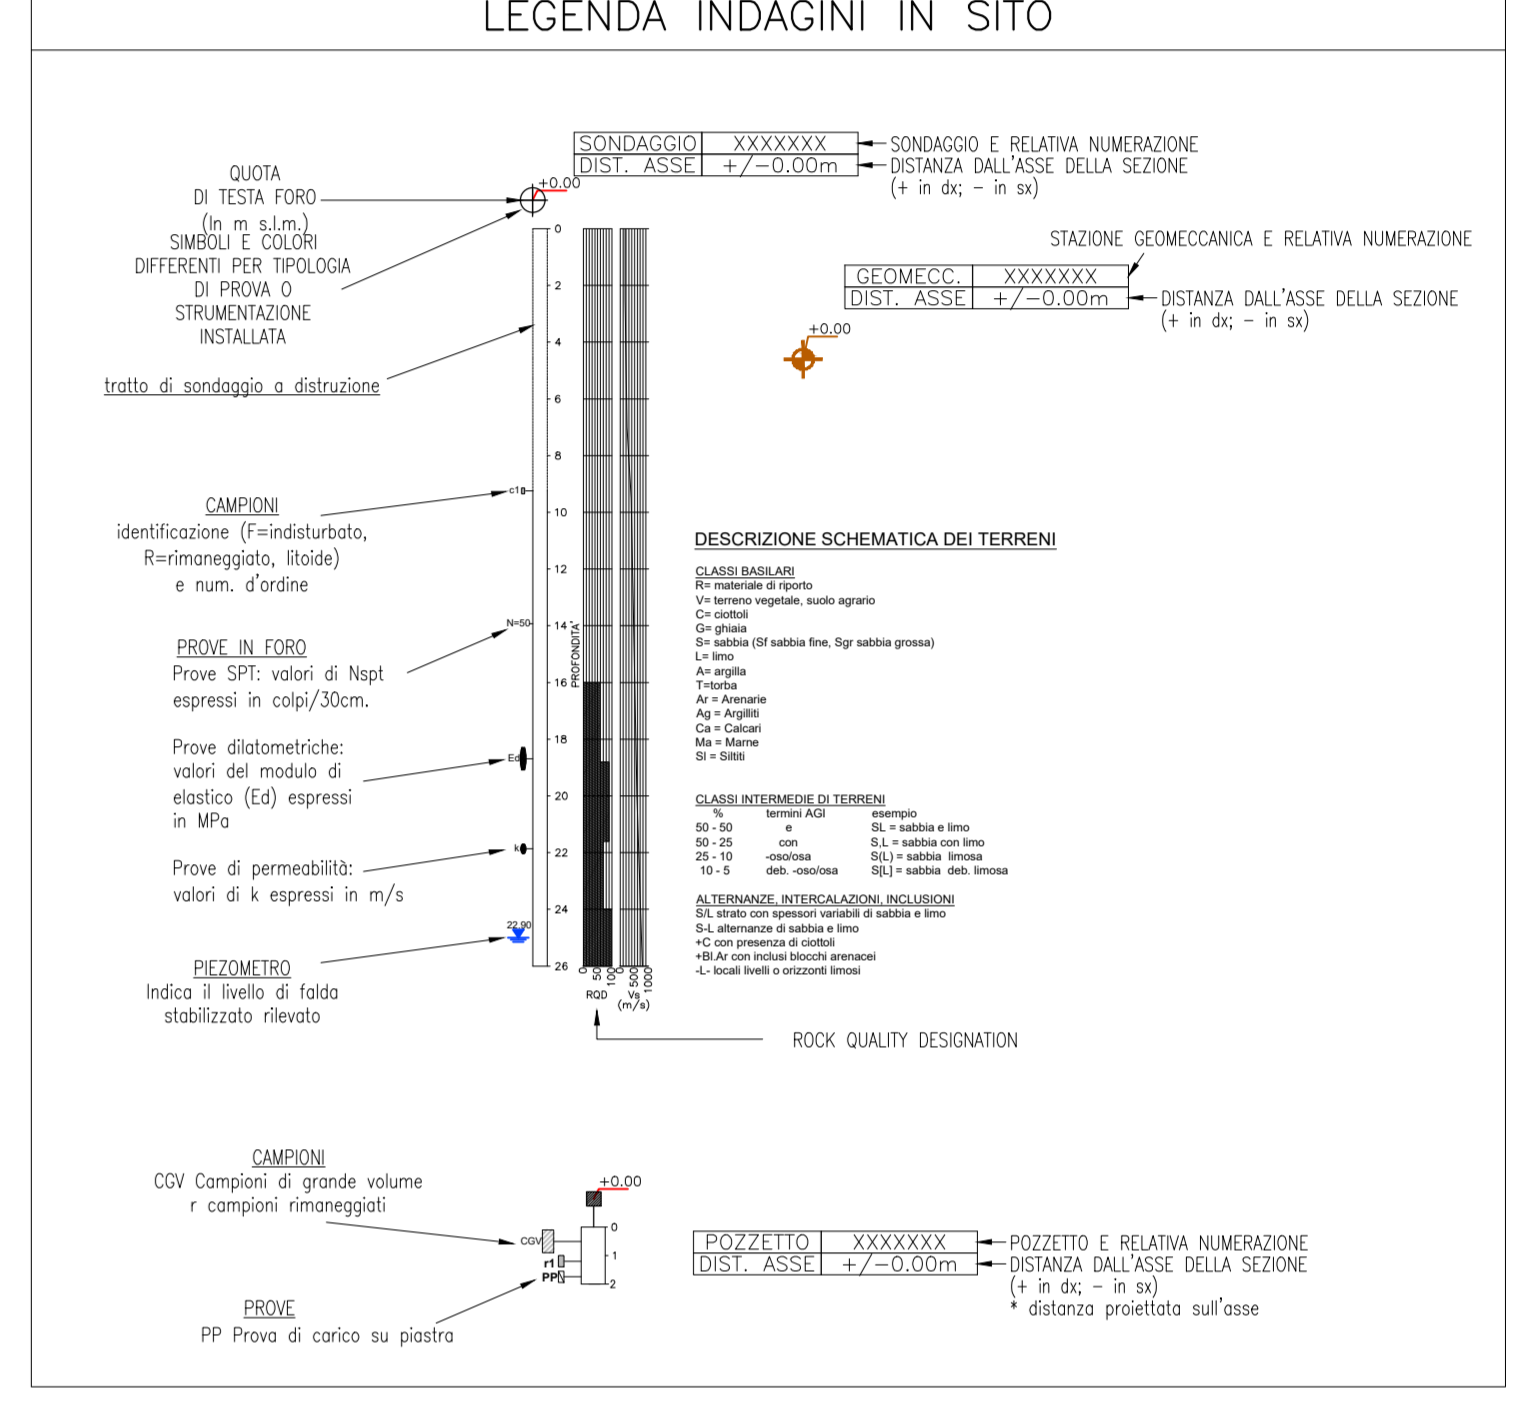 LEGENDA INDAGINI IN SITO
SONDAGGIO XXXXXXX
DIST. ASSE +/-0.00m
SONDAGGIO E RELATIVA NUMERAZIONE
DISTANZA DALL'ASSE DELLA SEZIONE
(+ in dx; - in sx)
QUOTA
DI TESTA FORO
(In m s.l.m.)
SIMBOLI E COLORI
DIFFERENTI PER TIPOLOGIA
DI PROVA O
STRUMENTAZIONE
INSTALLATA
+0.00
tratto di sondaggio a distruzione
STAZIONE GEOMECCANICA E RELATIVA NUMERAZIONE
GEOMECC. XXXXXXX
DIST. ASSE +/-0.00m
DISTANZA DALL'ASSE DELLA SEZIONE
(+ in dx; - in sx)
+0.00
CAMPIONI
identificazione (F=indisturbato,
R=rimaneggiato, litoide)
e num. d'ordine
c1
PROVE IN FORO
Prove SPT: valori di Nspt
espressi in colpi/30cm.
N=50
Prove dilatometriche:
valori del modulo di
elastico (Ed) espressi
in MPa
Ed
Prove di permeabilità:
valori di k espressi in m/s
k
22.90
PIEZOMETRO
Indica il livello di falda
stabilizzato rilevato
0
2
4
6
8
10
12
14
16
18
20
22
24
26
PROFONDITA'
0 50 100
RQD
0 500 1000
Vs
(m/s)
ROCK QUALITY DESIGNATION
DESCRIZIONE SCHEMATICA DEI TERRENI
CLASSI BASILARI
R= materiale di riporto
V= terreno vegetale, suolo agrario
C= ciottoli
G= ghiaia
S= sabbia (Sf sabbia fine, Sgr sabbia grossa)
L= limo
A= argilla
T=torba
Ar = Arenarie
Ag = Argilliti
Ca = Calcari
Ma = Marne
SI = Siltiti
CLASSI INTERMEDIE DI TERRENI
% termini AGI esempio
50 - 50 e SL = sabbia e limo
50 - 25 con S,L = sabbia con limo
25 - 10 -oso/osa S(L) = sabbia limosa
10 - 5 deb. -oso/osa S[L] = sabbia deb. limosa
ALTERNANZE, INTERCALAZIONI, INCLUSIONI
S/L strato con spessori variabili di sabbia e limo
S-L alternanze di sabbia e limo
+C con presenza di ciottoli
+Bl.Ar con inclusi blocchi arenacei
-L- locali livelli o orizzonti limosi
CAMPIONI
CGV Campioni di grande volume
r campioni rimaneggiati
+0.00
CGV
r1
PP
0
1
2
PROVE
PP Prova di carico su piastra
POZZETTO XXXXXXX
DIST. ASSE +/-0.00m
POZZETTO E RELATIVA NUMERAZIONE
DISTANZA DALL'ASSE DELLA SEZIONE
(+ in dx; - in sx)
* distanza proiettata sull'asse